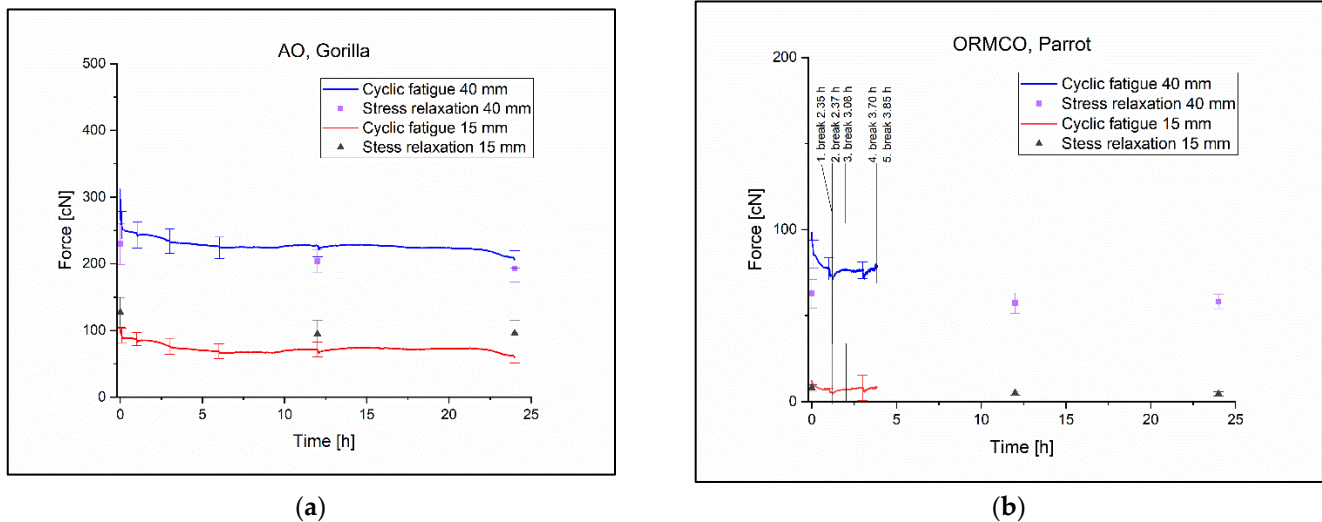 AO, Gorilla
500
400
300
200
100
0
Force [cN]
Cyclic fatigue 40 mm
Stress relaxation 40 mm
Cyclic fatigue 15 mm
Stess relaxation 15 mm
0 5 10 15 20 25
Time [h]
(a)
ORMCO, Parrot
200
100
0
Force [cN]
1. break 2.35 h
2. break 2.37 h
3. break 3.08 h
4. break 3.70 h
5. break 3.85 h
Cyclic fatigue 40 mm
Stress relaxation 40 mm
Cyclic fatigue 15 mm
Stess relaxation 15 mm
0 5 10 15 20 25
Time [h]
(b)